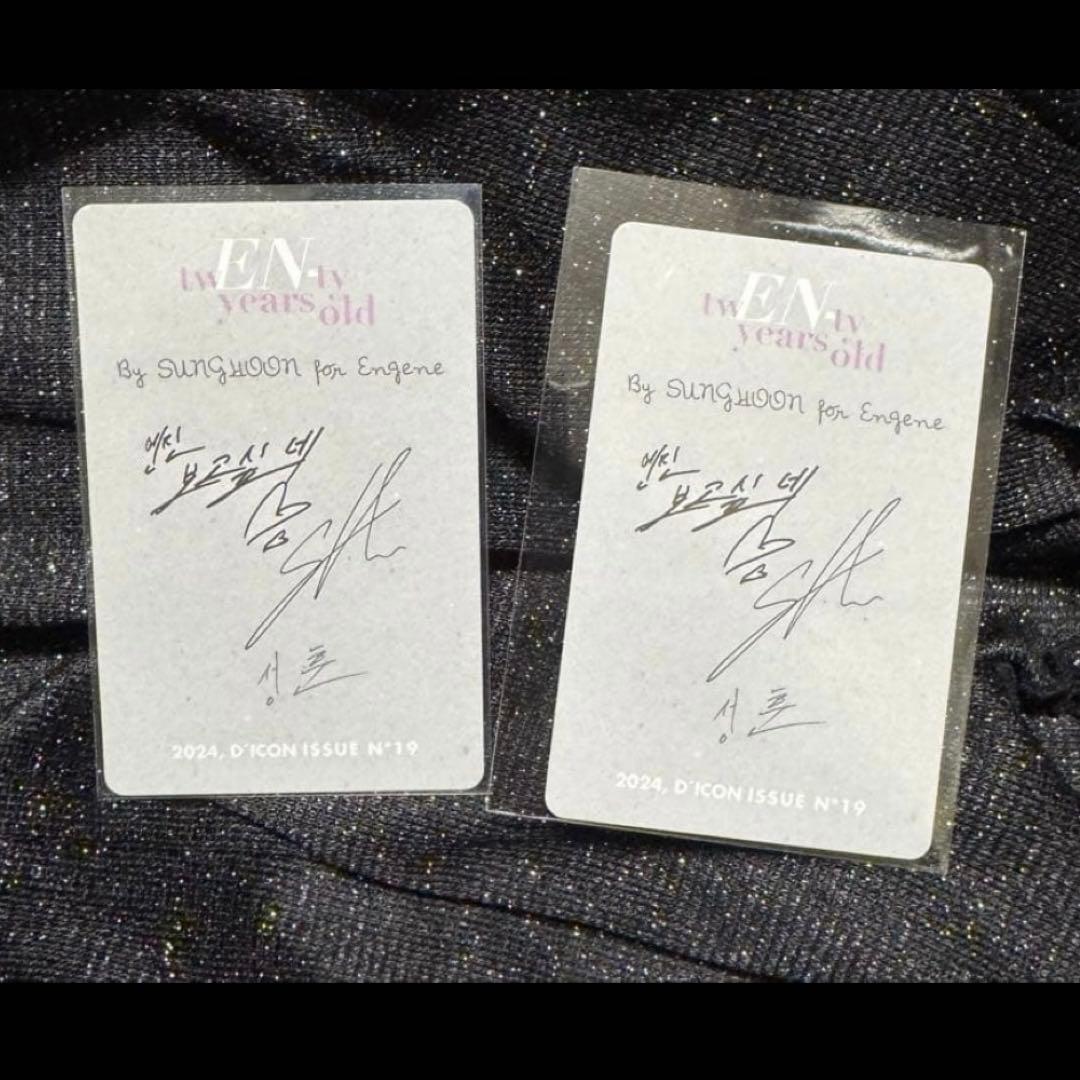 twEN-ty
years old
By SUNGHOON for Engene
엔진
보고싶네
성훈
2024, D'ICON ISSUE N°19
twEN-ty
years old
By SUNGHOON for Engene
엔진
보고싶네
성훈
2024, D'ICON ISSUE N°19